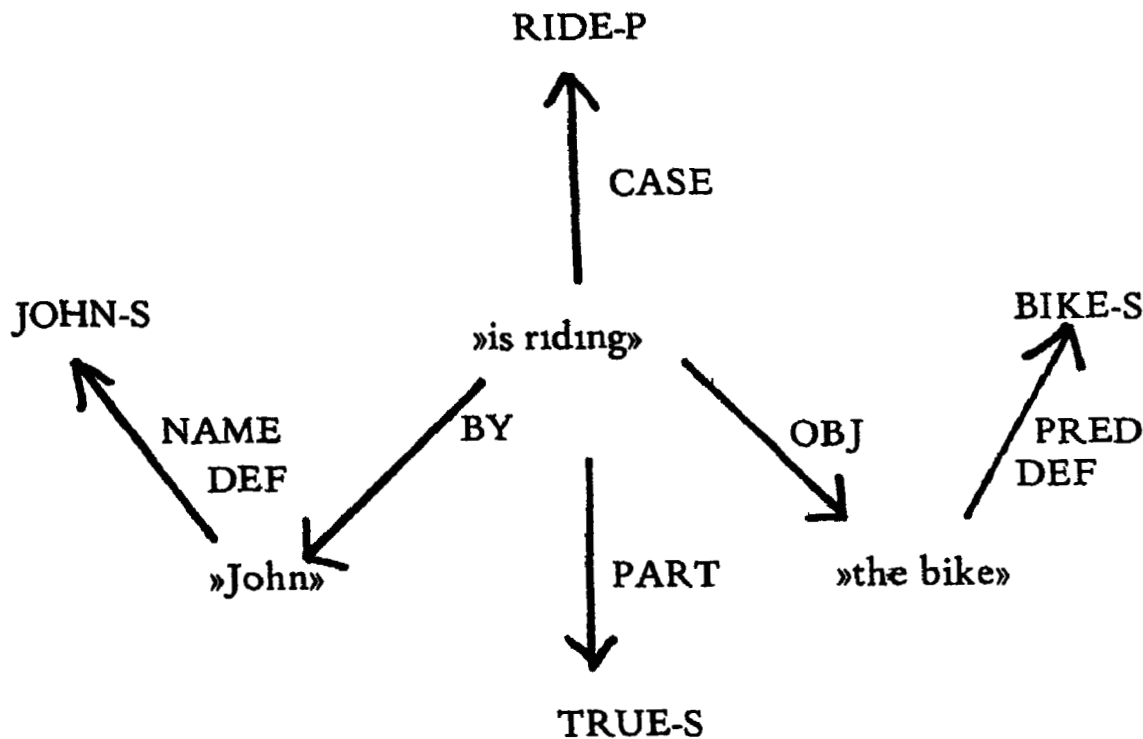 RIDE-P
CASE
JOHN-S
»is riding»
BIKE-S
NAME
DEF
BY
OBJ
PRED
DEF
»John»
PART
»the bike»
TRUE-S